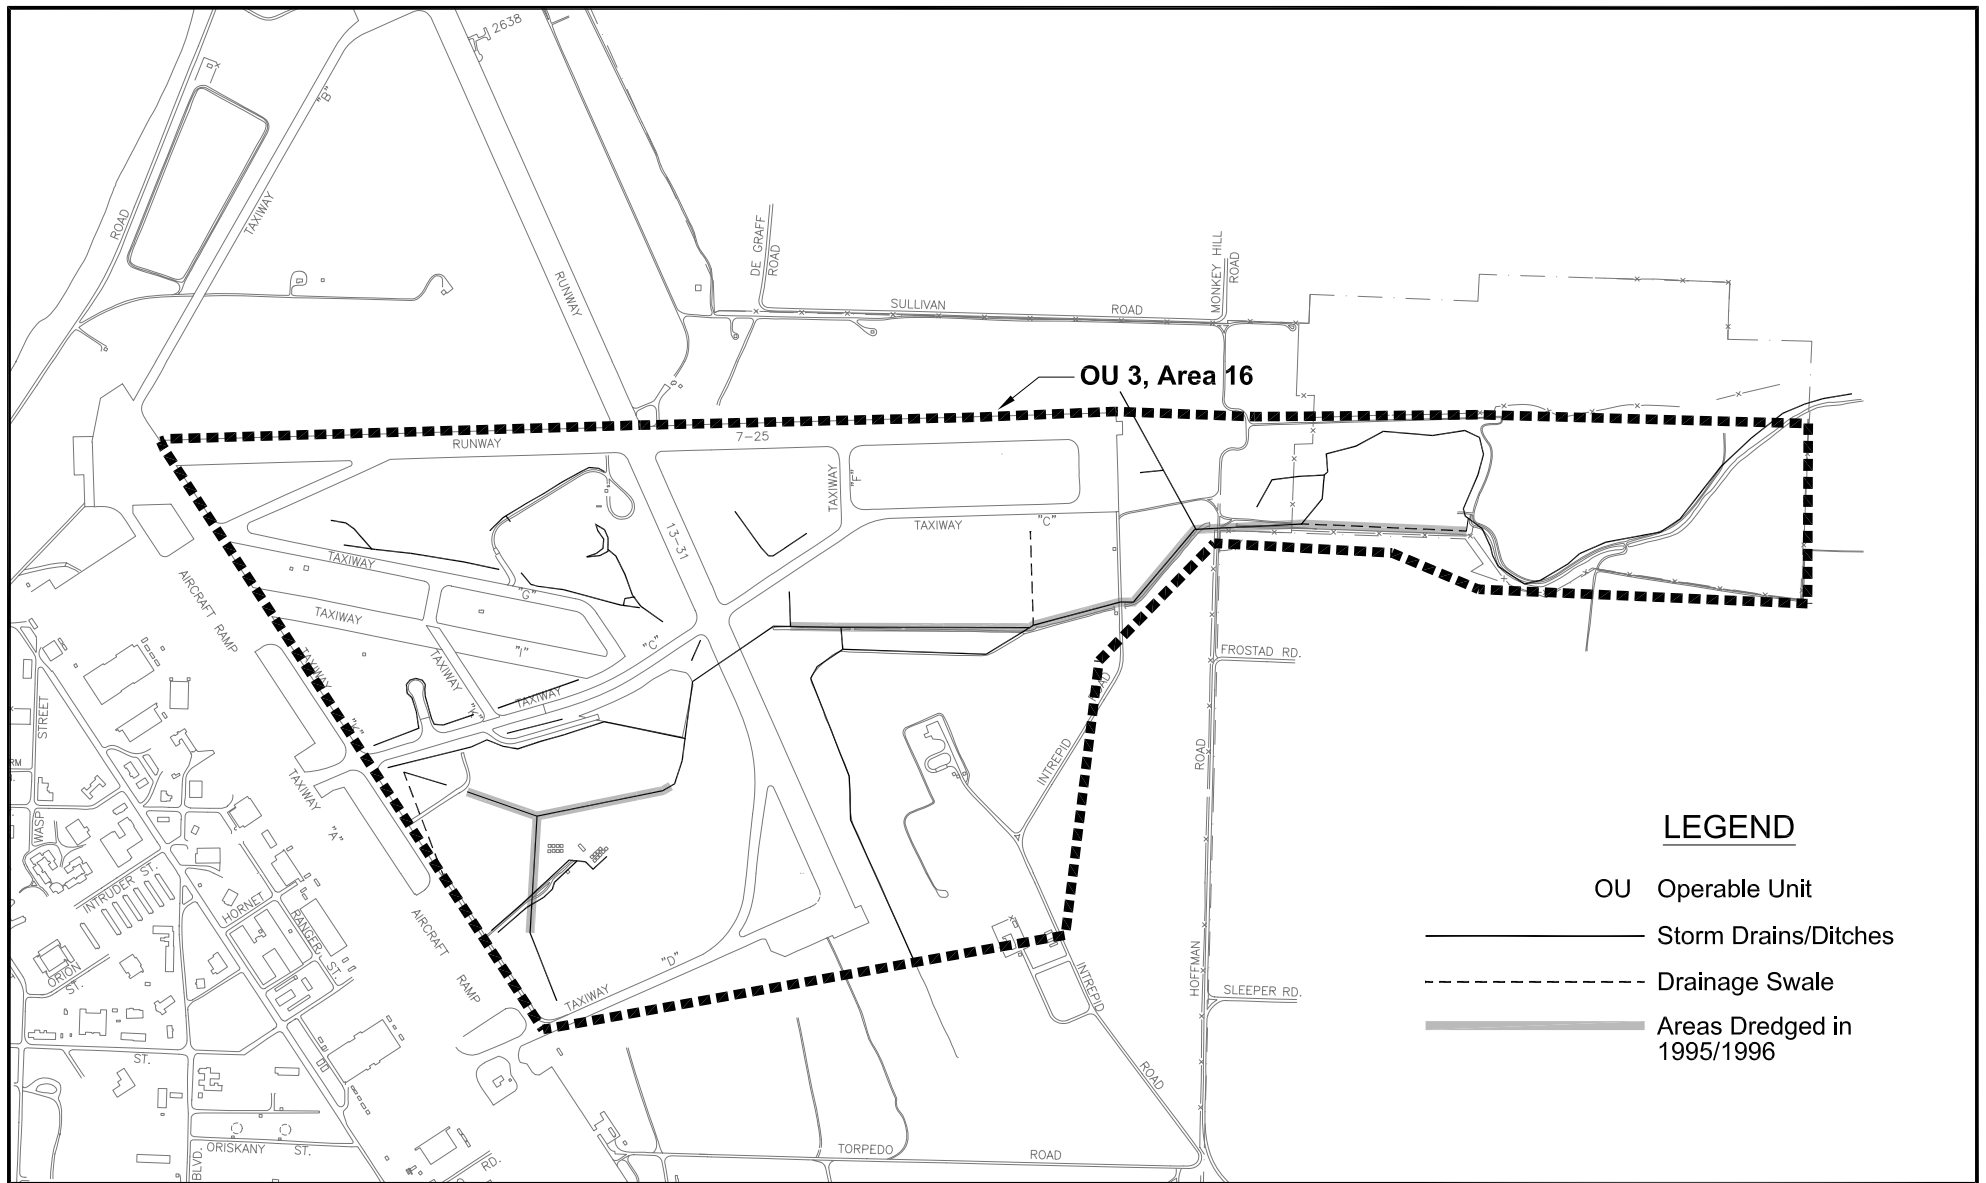 2638
"B"
ROAD
TAXIWAY
DE GRAFF
ROAD
MONKEY HILL
ROAD
RUNWAY
SULLIVAN
ROAD
OU 3, Area 16
RUNWAY
7-25
TAXIWAY
"F"
TAXIWAY
"C"
13-31
TAXIWAY
AIRCRAFT RAMP
"G"
TAXIWAY
"I"
"C"
TAXIWAY
TAXIWAY
"K"
TAXIWAY
"K"
FROSTAD RD.
ROAD
STREET
INTREPID
ROAD
TAXIWAY
"A"
WASP
LEGEND
OU Operable Unit
Storm Drains/Ditches
Drainage Swale
Areas Dredged in
1995/1996
INTRUDER ST.
HORNET
RANGER
ST.
AIRCRAFT
RAMP
ORION
ST.
"D"
TAXIWAY
INTREPID
HOFFMAN
SLEEPER RD.
ST.
ROAD
ORISKANY
ST.
BLVD.
RD.
TORPEDO
ROAD